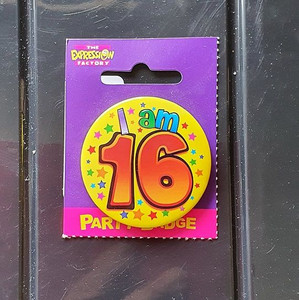 THE
EXPRESSION
FACTORY
I am
16
PARTY BADGE